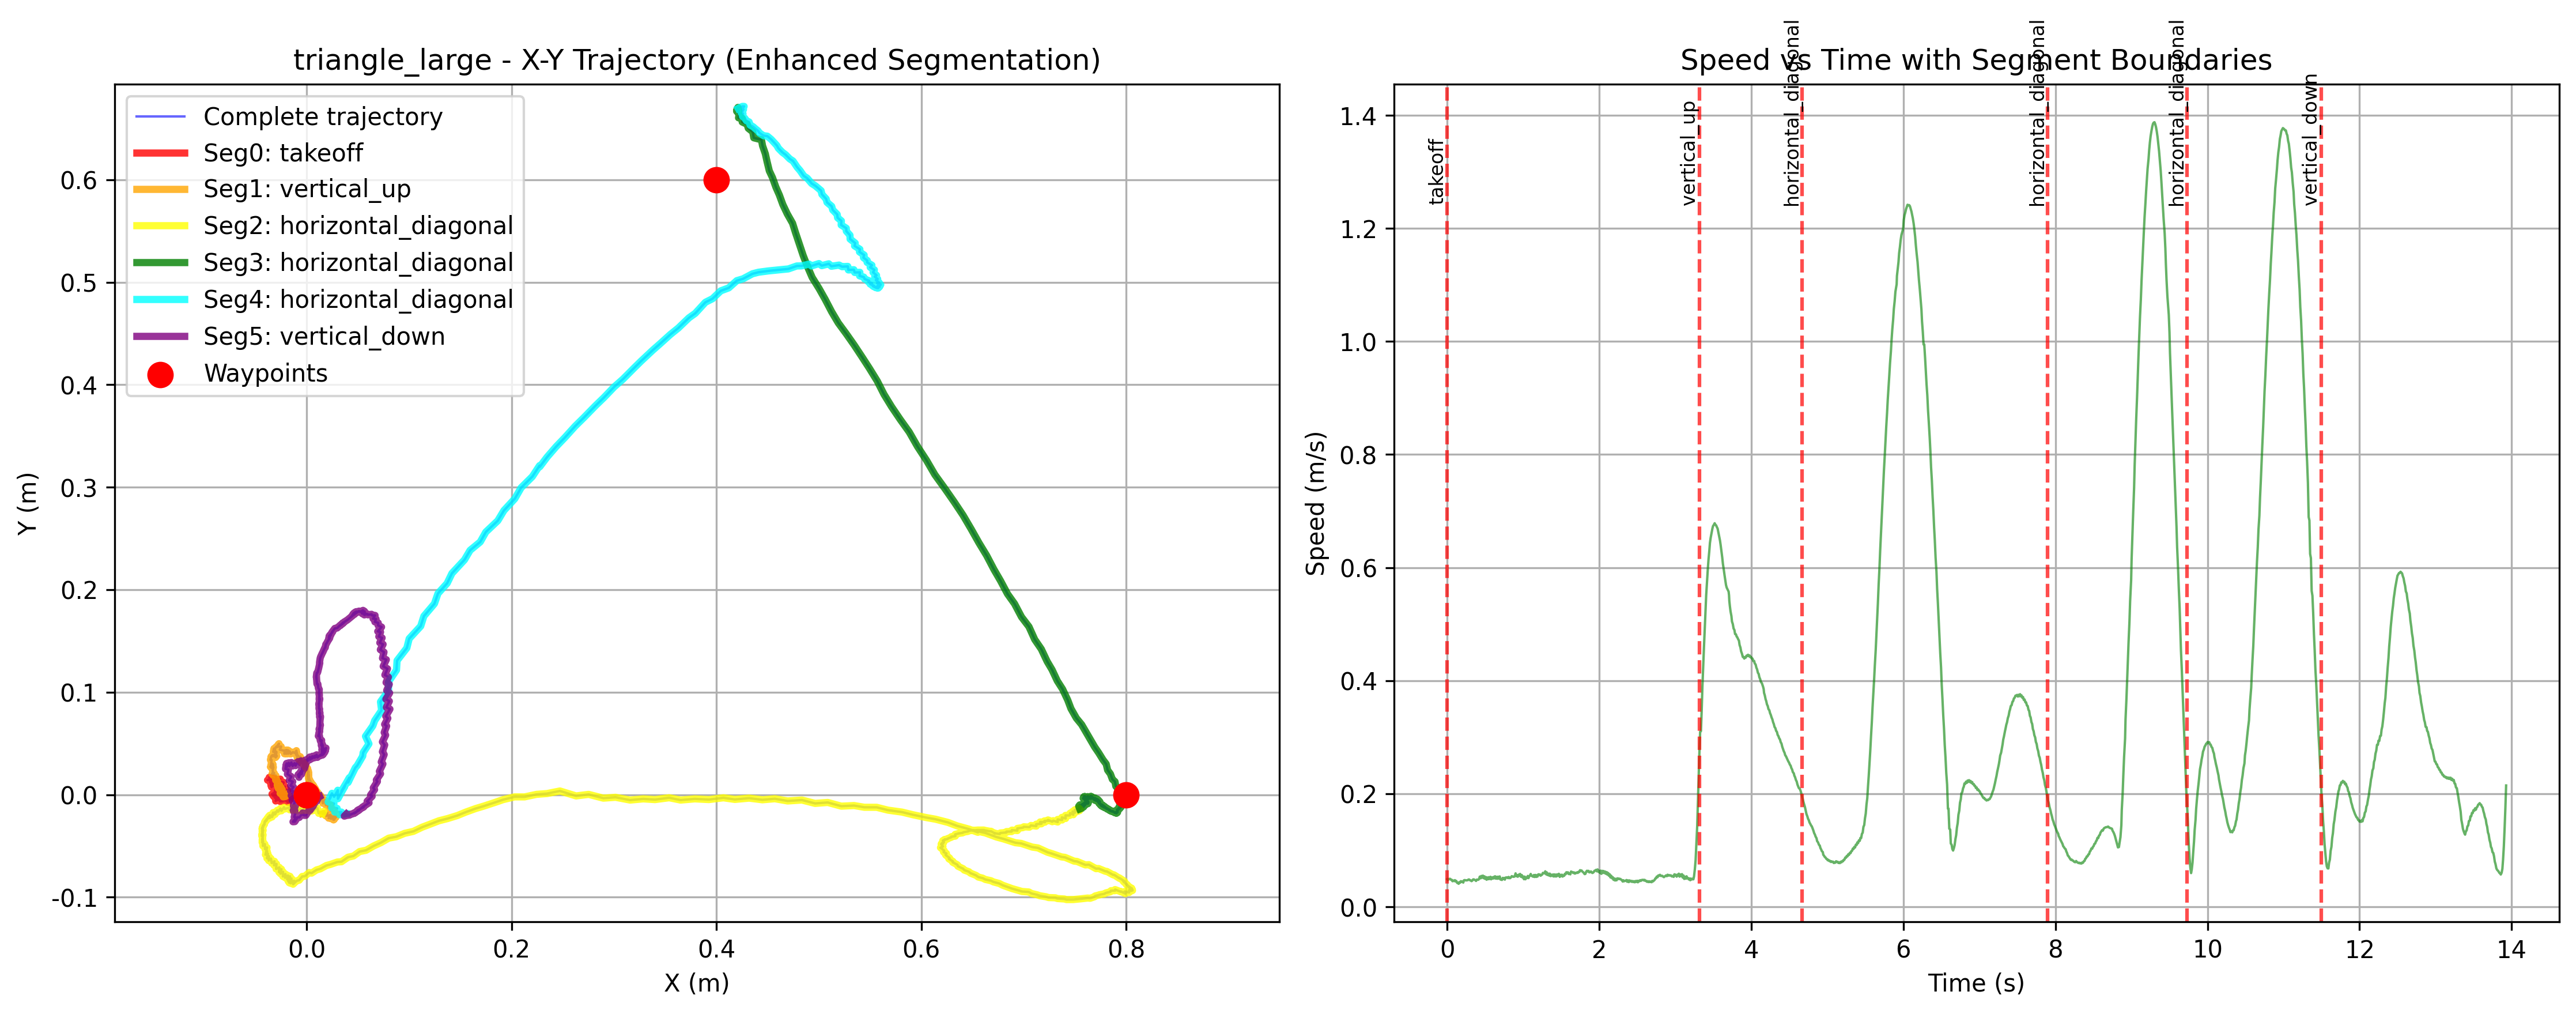 triangle_large - X-Y Trajectory (Enhanced Segmentation)
Complete trajectory
Seg0: takeoff
Seg1: vertical_up
Seg2: horizontal_diagonal
Seg3: horizontal_diagonal
Seg4: horizontal_diagonal
Seg5: vertical_down
Waypoints
Y (m)
0.6
0.5
0.4
0.3
0.2
0.1
0.0
-0.1
0.0 0.2 0.4 0.6 0.8
X (m)
Speed vs Time with Segment Boundaries
takeoff
vertical_up
horizontal_diagonal
horizontal_diagonal
horizontal_diagonal
vertical_down
Speed (m/s)
1.4
1.2
1.0
0.8
0.6
0.4
0.2
0.0
0 2 4 6 8 10 12 14
Time (s)